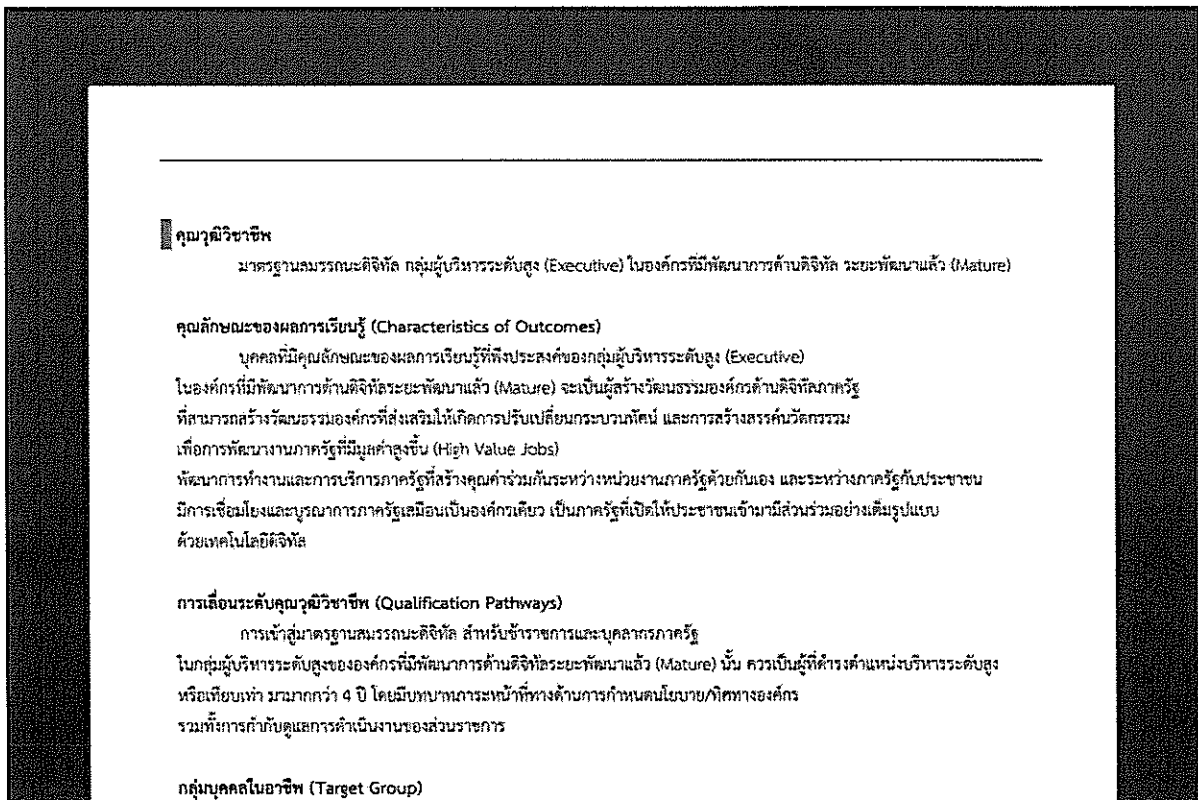 คุณวุฒิวิชาชีพ
มาตรฐานสมรรถนะดิจิทัล กลุ่มผู้บริหารระดับสูง (Executive) ในองค์กรที่มีพัฒนาการด้านดิจิทัล ระยะพัฒนาแล้ว (Mature)
คุณลักษณะของผลการเรียนรู้ (Characteristics of Outcomes)
บุคคลที่มีคุณลักษณะของผลการเรียนรู้ที่พึงประสงค์ของกลุ่มผู้บริหารระดับสูง (Executive)
ในองค์กรที่มีพัฒนาการด้านดิจิทัลระยะพัฒนาแล้ว (Mature) จะเป็นผู้สร้างวัฒนธรรมองค์กรด้านดิจิทัลภาครัฐ
ที่สามารถสร้างวัฒนธรรมองค์กรที่ส่งเสริมให้เกิดการปรับเปลี่ยนกระบวนทัศน์ และการสร้างสรรค์นวัตกรรม
เพื่อการพัฒนางานภาครัฐที่มีมูลค่าสูงขึ้น (High Value Jobs)
พัฒนาการทำงานและการบริการภาครัฐที่สร้างคุณค่าร่วมกันระหว่างหน่วยงานภาครัฐด้วยกันเอง และระหว่างภาครัฐกับประชาชน
มีการเชื่อมโยงและบูรณาการภาครัฐเสมือนเป็นองค์กรเดียว เป็นภาครัฐที่เปิดให้ประชาชนเข้ามามีส่วนร่วมอย่างเต็มรูปแบบ
ด้วยเทคโนโลยีดิจิทัล
การเลื่อนระดับคุณวุฒิวิชาชีพ (Qualification Pathways)
การเข้าสู่มาตรฐานสมรรถนะดิจิทัล สำหรับข้าราชการและบุคลากรภาครัฐ
ในกลุ่มผู้บริหารระดับสูงขององค์กรที่มีพัฒนาการด้านดิจิทัลระยะพัฒนาแล้ว (Mature) นั้น ควรเป็นผู้ที่ดำรงตำแหน่งบริหารระดับสูง
หรือเทียบเท่า มามากกว่า 4 ปี โดยมีบทบาทภาระหน้าที่ทางด้านการกำหนดนโยบาย/ทิศทางองค์กร
รวมทั้งการกำกับดูแลการดำเนินงานของส่วนราชการ
กลุ่มบุคคลในอาชีพ (Target Group)